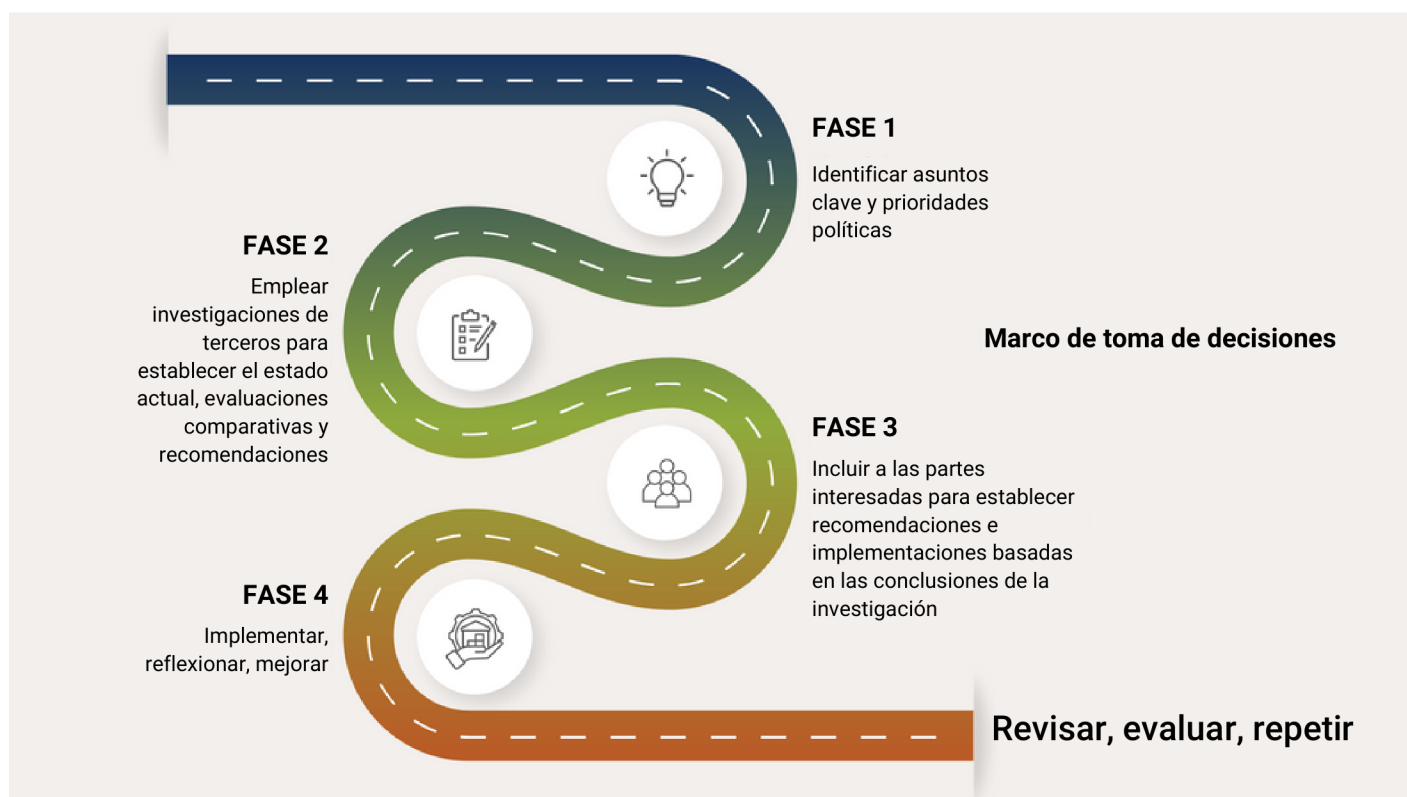 FASE 1
Identificar asuntos
clave y prioridades
políticas
FASE 2
Emplear
investigaciones de
terceros para
establecer el estado
actual, evaluaciones
comparativas y
recomendaciones
Marco de toma de decisiones
FASE 3
Incluir a las partes
interesadas para establecer
recomendaciones e
implementaciones basadas
en las conclusiones de la
investigación
FASE 4
Implementar,
reflexionar, mejorar
Revisar, evaluar, repetir